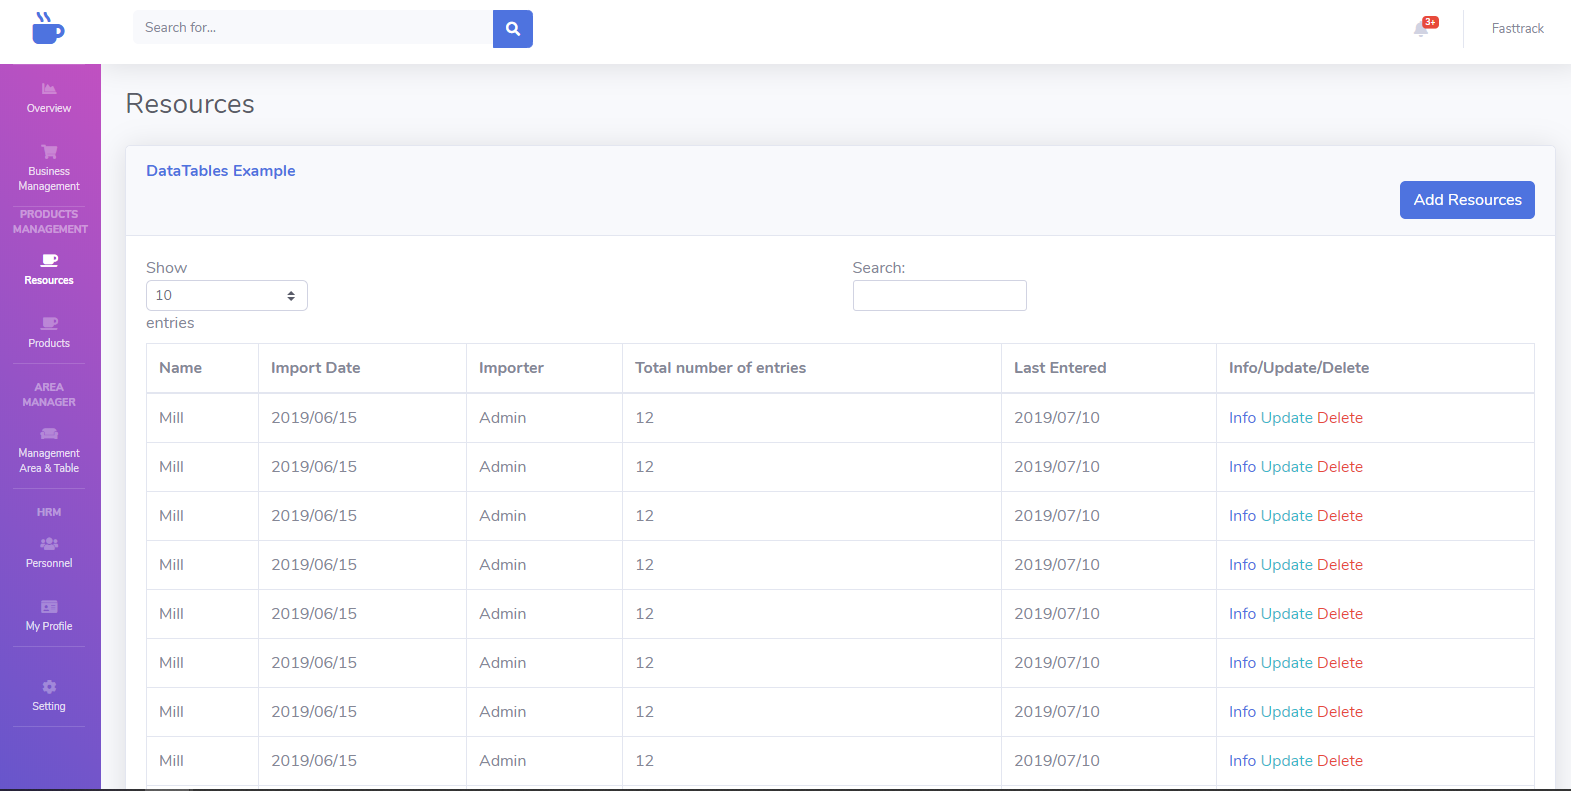 Search for...
3+
Fasttrack
Overview
Business
Management
PRODUCTS
MANAGEMENT
Resources
Products
AREA
MANAGER
Management
Area & Table
HRM
Personnel
My Profile
Setting
Resources
DataTables Example
Add Resources
Show
10
entries
Search:
Name Import Date Importer Total number of entries Last Entered Info/Update/Delete
Mill 2019/06/15 Admin 12 2019/07/10 Info Update Delete
Mill 2019/06/15 Admin 12 2019/07/10 Info Update Delete
Mill 2019/06/15 Admin 12 2019/07/10 Info Update Delete
Mill 2019/06/15 Admin 12 2019/07/10 Info Update Delete
Mill 2019/06/15 Admin 12 2019/07/10 Info Update Delete
Mill 2019/06/15 Admin 12 2019/07/10 Info Update Delete
Mill 2019/06/15 Admin 12 2019/07/10 Info Update Delete
Mill 2019/06/15 Admin 12 2019/07/10 Info Update Delete